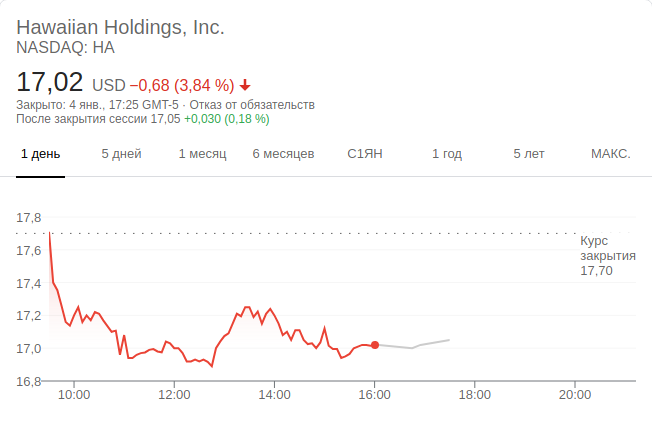 Hawaiian Holdings, Inc.
NASDAQ: HA
17,02 USD −0,68 (3,84 %)
Закрыто: 4 янв., 17:25 GMT-5 · Отказ от обязательств
После закрытия сессии 17,05 +0,030 (0,18 %)
1 день 5 дней 1 месяц 6 месяцев С1ЯН 1 год 5 лет МАКС.
17,8
Курс
17,6
закрытия
17,70
17,4
17,2
17,0
16,8
10:00 12:00 14:00 16:00 18:00 20:00